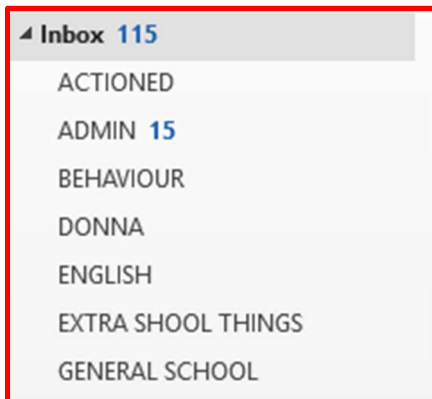 Inbox 115
ACTIONED
ADMIN 15
BEHAVIOUR
DONNA
ENGLISH
EXTRA SHOOL THINGS
GENERAL SCHOOL